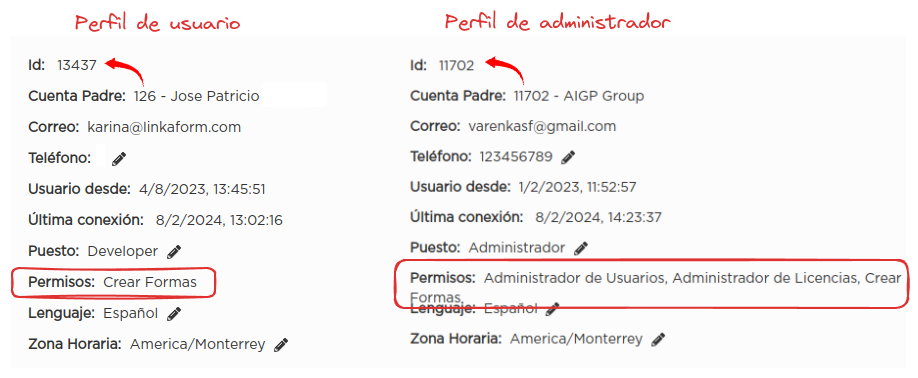 Perfil de usuario
Id: 13437
Cuenta Padre: 126 - Jose Patricio
Correo: karina@linkaform.com
Teléfono:
Usuario desde: 4/8/2023, 13:45:51
Última conexión: 8/2/2024, 13:02:16
Puesto: Developer
Permisos: Crear Formas
Lenguaje: Español
Zona Horaria: America/Monterrey
Perfil de administrador
Id: 11702
Cuenta Padre: 11702 - AIGP Group
Correo: varenkasf@gmail.com
Teléfono: 123456789
Usuario desde: 1/2/2023, 11:52:57
Última conexión: 8/2/2024, 14:23:37
Puesto: Administrador
Permisos: Administrador de Usuarios, Administrador de Licencias, Crear
Formas,
Lenguaje: Español
Zona Horaria: America/Monterrey